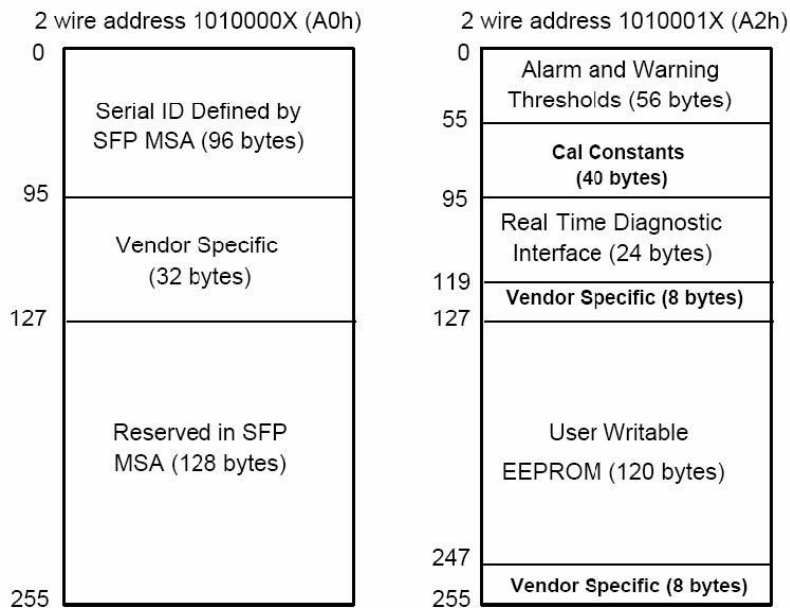 2 wire address 1010000X (A0h)
0
Serial ID Defined by
SFP MSA (96 bytes)
95
Vendor Specific
(32 bytes)
127
Reserved in SFP
MSA (128 bytes)
255
2 wire address 1010001X (A2h)
0
Alarm and Warning
Thresholds (56 bytes)
55
Cal Constants
(40 bytes)
95
Real Time Diagnostic
Interface (24 bytes)
119
Vendor Specific (8 bytes)
127
User Writable
EEPROM (120 bytes)
247
Vendor Specific (8 bytes)
255